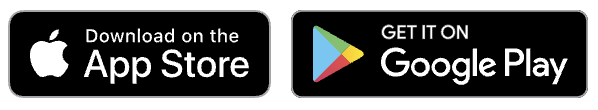 Download on the
App Store
GET IT ON
Google Play